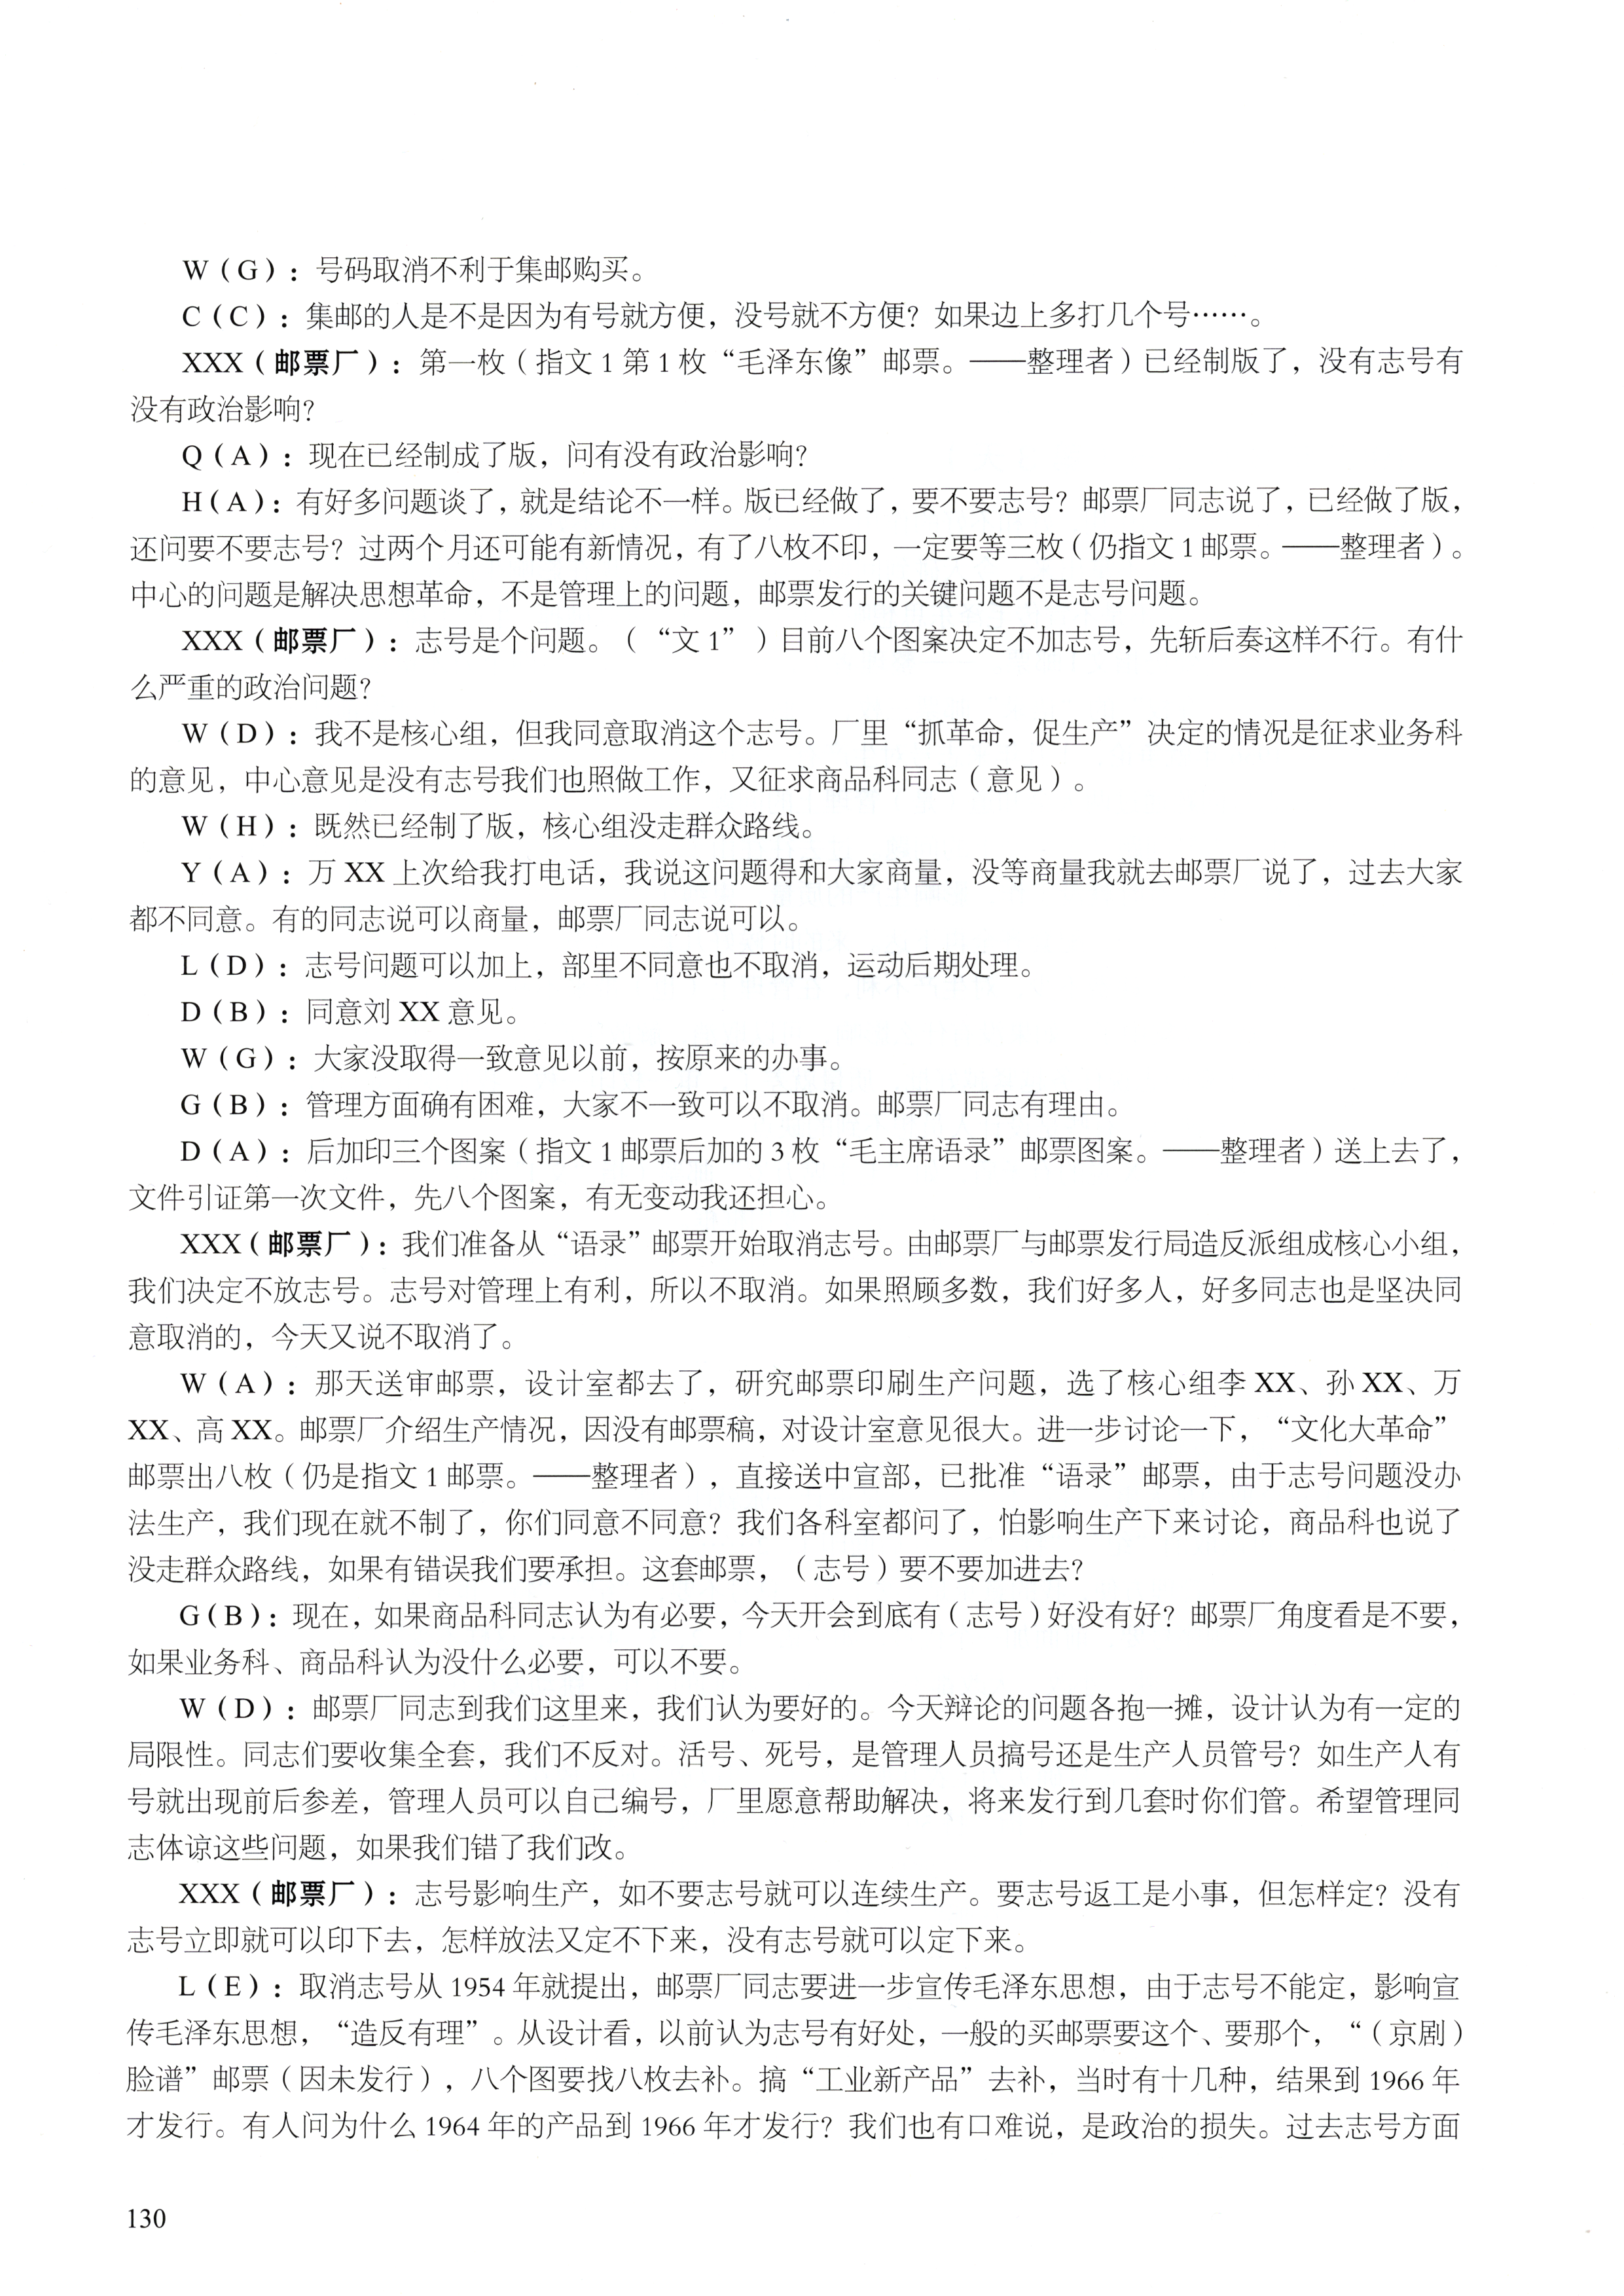 W（G）：号码取消不利于集邮购买。
C（C）：集邮的人是不是因为有号就方便，没号就不方便？如果边上多打几个号……。
XXX（邮票厂）：第一枚（指文1第1枚“毛泽东像”邮票。——整理者）已经制版了，没有志号有
没有政治影响？
Q（A）：现在已经制成了版，问有没有政治影响？
H（A）：有好多问题谈了，就是结论不一样。版已经做了，要不要志号？邮票厂同志说了，已经做了版，
还问要不要志号？过两个月还可能有新情况，有了八枚不印，一定要等三枚（仍指文1邮票。——整理者）。
中心的问题是解决思想革命，不是管理上的问题，邮票发行的关键问题不是志号问题。
XXX（邮票厂）：志号是个问题。（“文1”）目前八个图案决定不加志号，先斩后奏这样不行。有什
么严重的政治问题？
W（D）：我不是核心组，但我同意取消这个志号。厂里“抓革命，促生产”决定的情况是征求业务科
的意见，中心意见是没有志号我们也照做工作，又征求商品科同志（意见）。
W（H）：既然已经制了版，核心组没走群众路线。
Y（A）：万XX上次给我打电话，我说这问题得和大家商量，没等商量我就去邮票厂说了，过去大家
都不同意。有的同志说可以商量，邮票厂同志说可以。
L（D）：志号问题可以加上，部里不同意也不取消，运动后期处理。
D（B）：同意刘XX意见。
W（G）：大家没取得一致意见以前，按原来的办事。
G（B）：管理方面确有困难，大家不一致可以不取消。邮票厂同志有理由。
D（A）：后加印三个图案（指文1邮票后加的3枚“毛主席语录”邮票图案。——整理者）送上去了，
文件引证第一次文件，先八个图案，有无变动我还担心。
XXX（邮票厂）：我们准备从“语录”邮票开始取消志号。由邮票厂与邮票发行局造反派组成核心小组，
我们决定不放志号。志号对管理上有利，所以不取消。如果照顾多数，我们好多人，好多同志也是坚决同
意取消的，今天又说不取消了。
W（A）：那天送审邮票，设计室都去了，研究邮票印刷生产问题，选了核心组李XX、孙XX、万
XX、高XX。邮票厂介绍生产情况，因没有邮票稿，对设计室意见很大。进一步讨论一下，“文化大革命”
邮票出八枚（仍是指文1邮票。——整理者），直接送中宣部，已批准“语录”邮票，由于志号问题没办
法生产，我们现在就不制了，你们同意不同意？我们各科室都问了，怕影响生产下来讨论，商品科也说了
没走群众路线，如果有错误我们要承担。这套邮票，（志号）要不要加进去？
G（B）：现在，如果商品科同志认为有必要，今天开会到底有（志号）好没有好？邮票厂角度看是不要，
如果业务科、商品科认为没什么必要，可以不要。
W（D）：邮票厂同志到我们这里来，我们认为要好的。今天辩论的问题各抱一摊，设计认为有一定的
局限性。同志们要收集全套，我们不反对。活号、死号，是管理人员搞号还是生产人员管号？如生产人有
号就出现前后参差，管理人员可以自己编号，厂里愿意帮助解决，将来发行到几套时你们管。希望管理同
志体谅这些问题，如果我们错了我们改。
XXX（邮票厂）：志号影响生产，如不要志号就可以连续生产。要志号返工是小事，但怎样定？没有
志号立即就可以印下去，怎样放法又定不下来，没有志号就可以定下来。
L（E）：取消志号从1954年就提出，邮票厂同志要进一步宣传毛泽东思想，由于志号不能定，影响宣
传毛泽东思想，“造反有理”。从设计看，以前认为志号有好处，一般的买邮票要这个、要那个，“（京剧）
脸谱”邮票（因未发行），八个图要找八枚去补。搞“工业新产品”去补，当时有十几种，结果到1966年
才发行。有人问为什么1964年的产品到1966年才发行？我们也有口难说，是政治的损失。过去志号方面
130